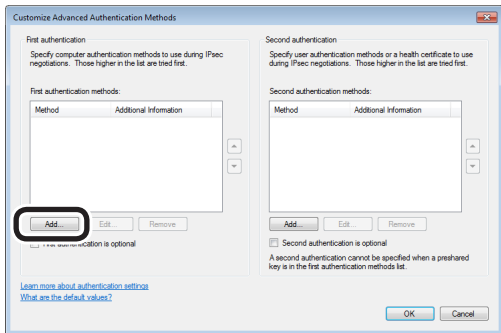 Customize Advanced Authentication Methods
First authentication
Specify computer authentication methods to use during IPsec
negotiations. Those higher in the list are tried first.
First authentication methods:
Method Additional Information
Add... Edit... Remove
First authentication is optional
Second authentication
Specify user authentication methods or a health certificate to use
during IPsec negotiations. Those higher in the list are tried first.
Second authentication methods:
Method Additional Information
Add... Edit... Remove
Second authentication is optional
A second authentication cannot be specified when a preshared
key is in the first authentication methods list.
Learn more about authentication settings
What are the default values?
OK Cancel